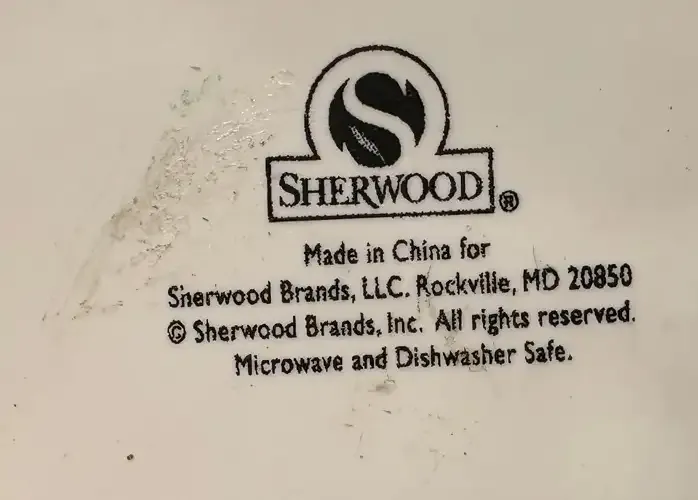 S
SHERWOOD®
Made in China for
Sherwood Brands, LLC. Rockville, MD 20850
© Sherwood Brands, Inc. All rights reserved.
Microwave and Dishwasher Safe.